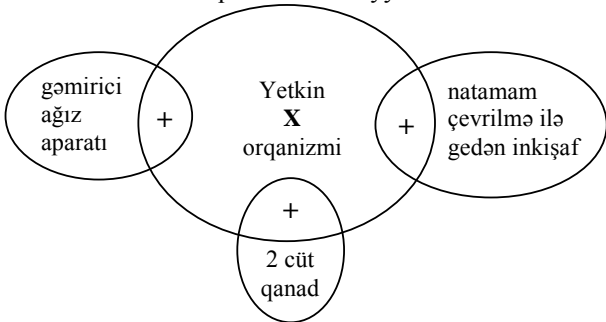 gəmirici
ağız
aparatı
+
Yetkin
X
orqanizmi
+
natamam
çevrilmə ilə
gedən inkişaf
+
2 cüt
qanad